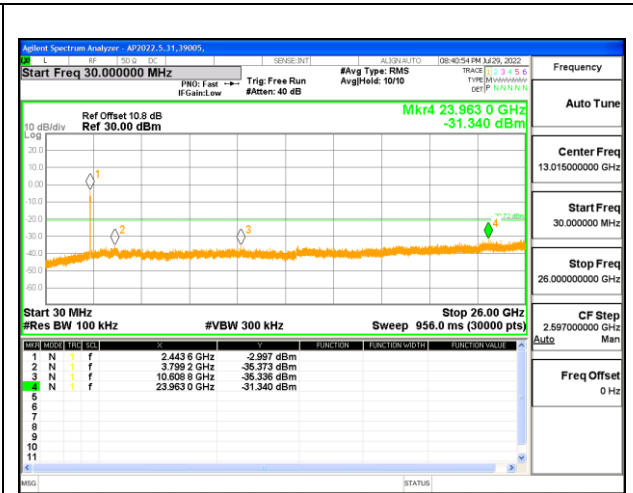 Agilent Spectrum Analyzer - AP2022.5.31,39005,
L RF 50 Ω DC SENSE:INT ALIGN AUTO 08:40:54 PM Jul 29, 2022
Start Freq 30.000000 MHz
PNO: Fast
IFGain:Low
Trig: Free Run
#Atten: 40 dB
#Avg Type: RMS
Avg|Hold: 10/10
TRACE 1 2 3 4 5 6
TYPE M
DET P N N N N N
Frequency
Auto Tune
Center Freq
13.015000000 GHz
Start Freq
30.000000 MHz
Stop Freq
26.000000000 GHz
CF Step
2.597000000 GHz
Auto Man
Freq Offset
0 Hz
Mkr4 23.963 0 GHz
-31.340 dBm
Ref Offset 10.8 dB
10 dB/div Ref 30.00 dBm
Log
20.0
10.0
0.00
-10.0
-20.0
-30.0
-40.0
-50.0
-60.0
1
2
3
4
Start 30 MHz Stop 26.00 GHz
#Res BW 100 kHz #VBW 300 kHz Sweep 956.0 ms (30000 pts)
MKR MODE TRC SCL X Y FUNCTION FUNCTION WIDTH FUNCTION VALUE
1 N 1 f 2.443 6 GHz -2.997 dBm
2 N 1 f 3.799 2 GHz -35.373 dBm
3 N 1 f 10.608 8 GHz -35.336 dBm
4 N 1 f 23.963 0 GHz -31.340 dBm
5
6
7
8
9
10
11
MSG STATUS